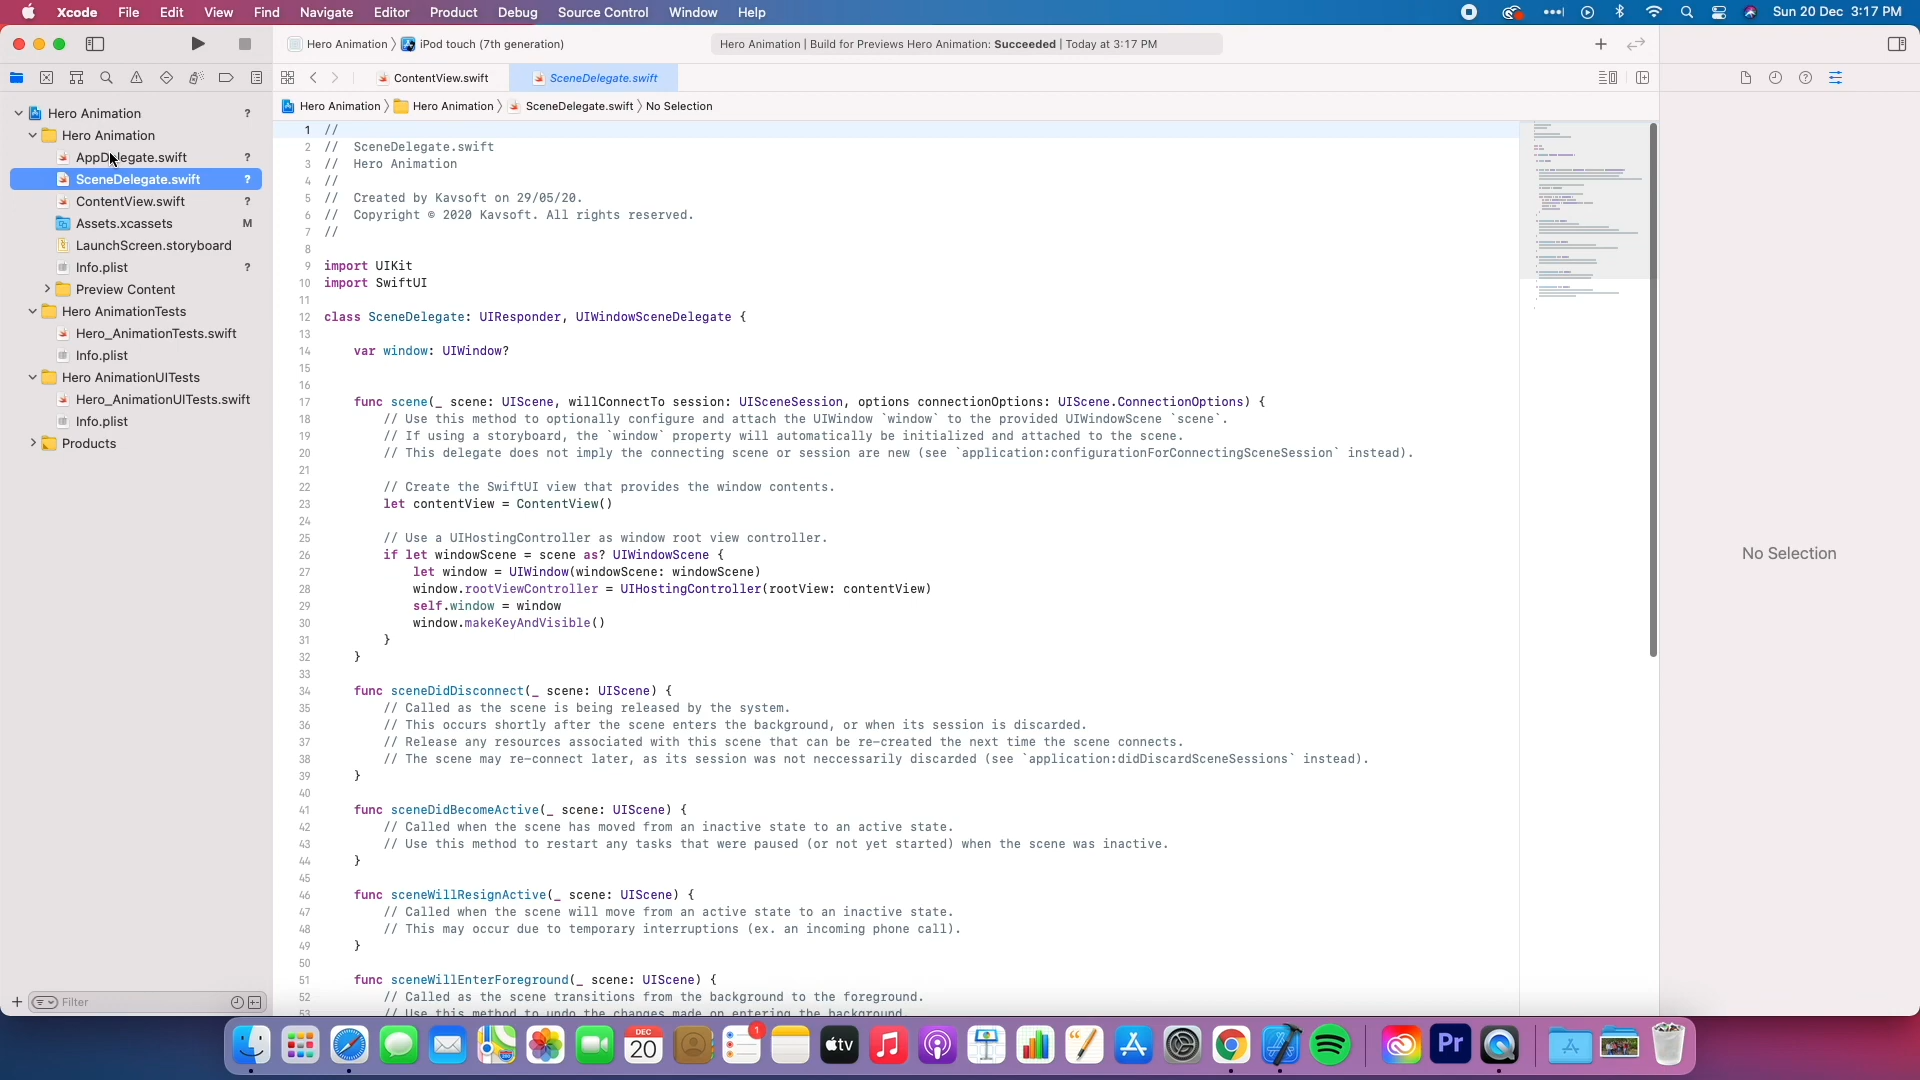 Xcode File Edit View Find Navigate Editor Product Debug Source Control Window Help Sun 20 Dec 3:17 PM
Hero Animation 〉 iPod touch (7th generation) Hero Animation | Build for Previews Hero Animation: Succeeded | Today at 3:17 PM
ContentView.swift SceneDelegate.swift
Hero Animation 〉 Hero Animation 〉 SceneDelegate.swift 〉 No Selection
Hero Animation ?
Hero Animation
AppDelegate.swift ?
SceneDelegate.swift ?
ContentView.swift ?
Assets.xcassets M
LaunchScreen.storyboard
Info.plist ?
Preview Content
Hero AnimationTests
Hero_AnimationTests.swift
Info.plist
Hero AnimationUITests
Hero_AnimationUITests.swift
Info.plist
Products
Filter
1 //
2 //  SceneDelegate.swift
3 //  Hero Animation
4 //
5 //  Created by Kavsoft on 29/05/20.
6 //  Copyright © 2020 Kavsoft. All rights reserved.
7 //
8
9 import UIKit
10 import SwiftUI
11
12 class SceneDelegate: UIResponder, UIWindowSceneDelegate {
13
14     var window: UIWindow?
15
16
17     func scene(_ scene: UIScene, willConnectTo session: UISceneSession, options connectionOptions: UIScene.ConnectionOptions) {
18         // Use this method to optionally configure and attach the UIWindow `window` to the provided UIWindowScene `scene`.
19         // If using a storyboard, the `window` property will automatically be initialized and attached to the scene.
20         // This delegate does not imply the connecting scene or session are new (see `application:configurationForConnectingSceneSession` instead).
21
22         // Create the SwiftUI view that provides the window contents.
23         let contentView = ContentView()
24
25         // Use a UIHostingController as window root view controller.
26         if let windowScene = scene as? UIWindowScene {
27             let window = UIWindow(windowScene: windowScene)
28             window.rootViewController = UIHostingController(rootView: contentView)
29             self.window = window
30             window.makeKeyAndVisible()
31         }
32     }
33
34     func sceneDidDisconnect(_ scene: UIScene) {
35         // Called as the scene is being released by the system.
36         // This occurs shortly after the scene enters the background, or when its session is discarded.
37         // Release any resources associated with this scene that can be re-created the next time the scene connects.
38         // The scene may re-connect later, as its session was not neccessarily discarded (see `application:didDiscardSceneSessions` instead).
39     }
40
41     func sceneDidBecomeActive(_ scene: UIScene) {
42         // Called when the scene has moved from an inactive state to an active state.
43         // Use this method to restart any tasks that were paused (or not yet started) when the scene was inactive.
44     }
45
46     func sceneWillResignActive(_ scene: UIScene) {
47         // Called when the scene will move from an active state to an inactive state.
48         // This may occur due to temporary interruptions (ex. an incoming phone call).
49     }
50
51     func sceneWillEnterForeground(_ scene: UIScene) {
52         // Called as the scene transitions from the background to the foreground.
53         // Use this method to undo the changes made on entering the background.
No Selection
DEC
20
1
tv
Pr